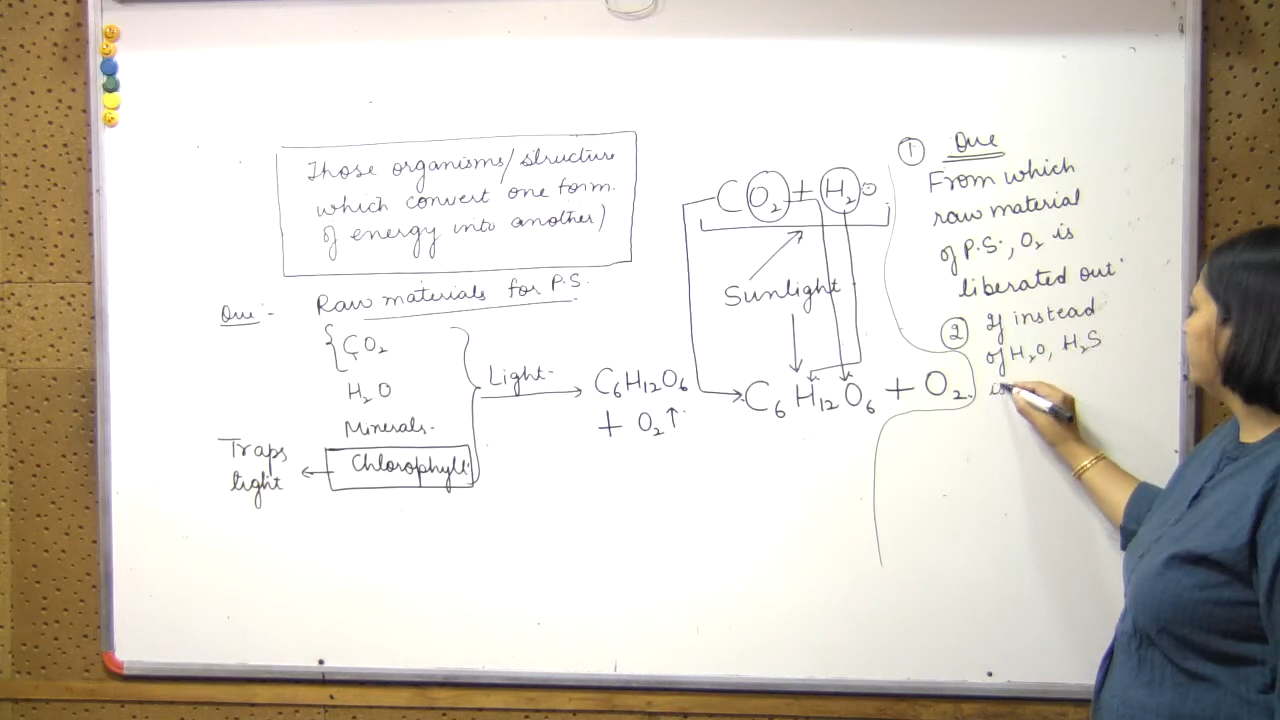 Those organisms/structure
which convert one form.
of energy into another)
Que:- Raw materials for P.S.
CO2
H2O
Minerals.
Chlorophyll.
Traps
light
Light
C6H12O6
+ O2↑
CO2 + H2O
Sunlight
C6H12O6 + O2
① Que
From which
raw material
of P.S., O2 is
liberated out.
② If instead
of H2O, H2S
is